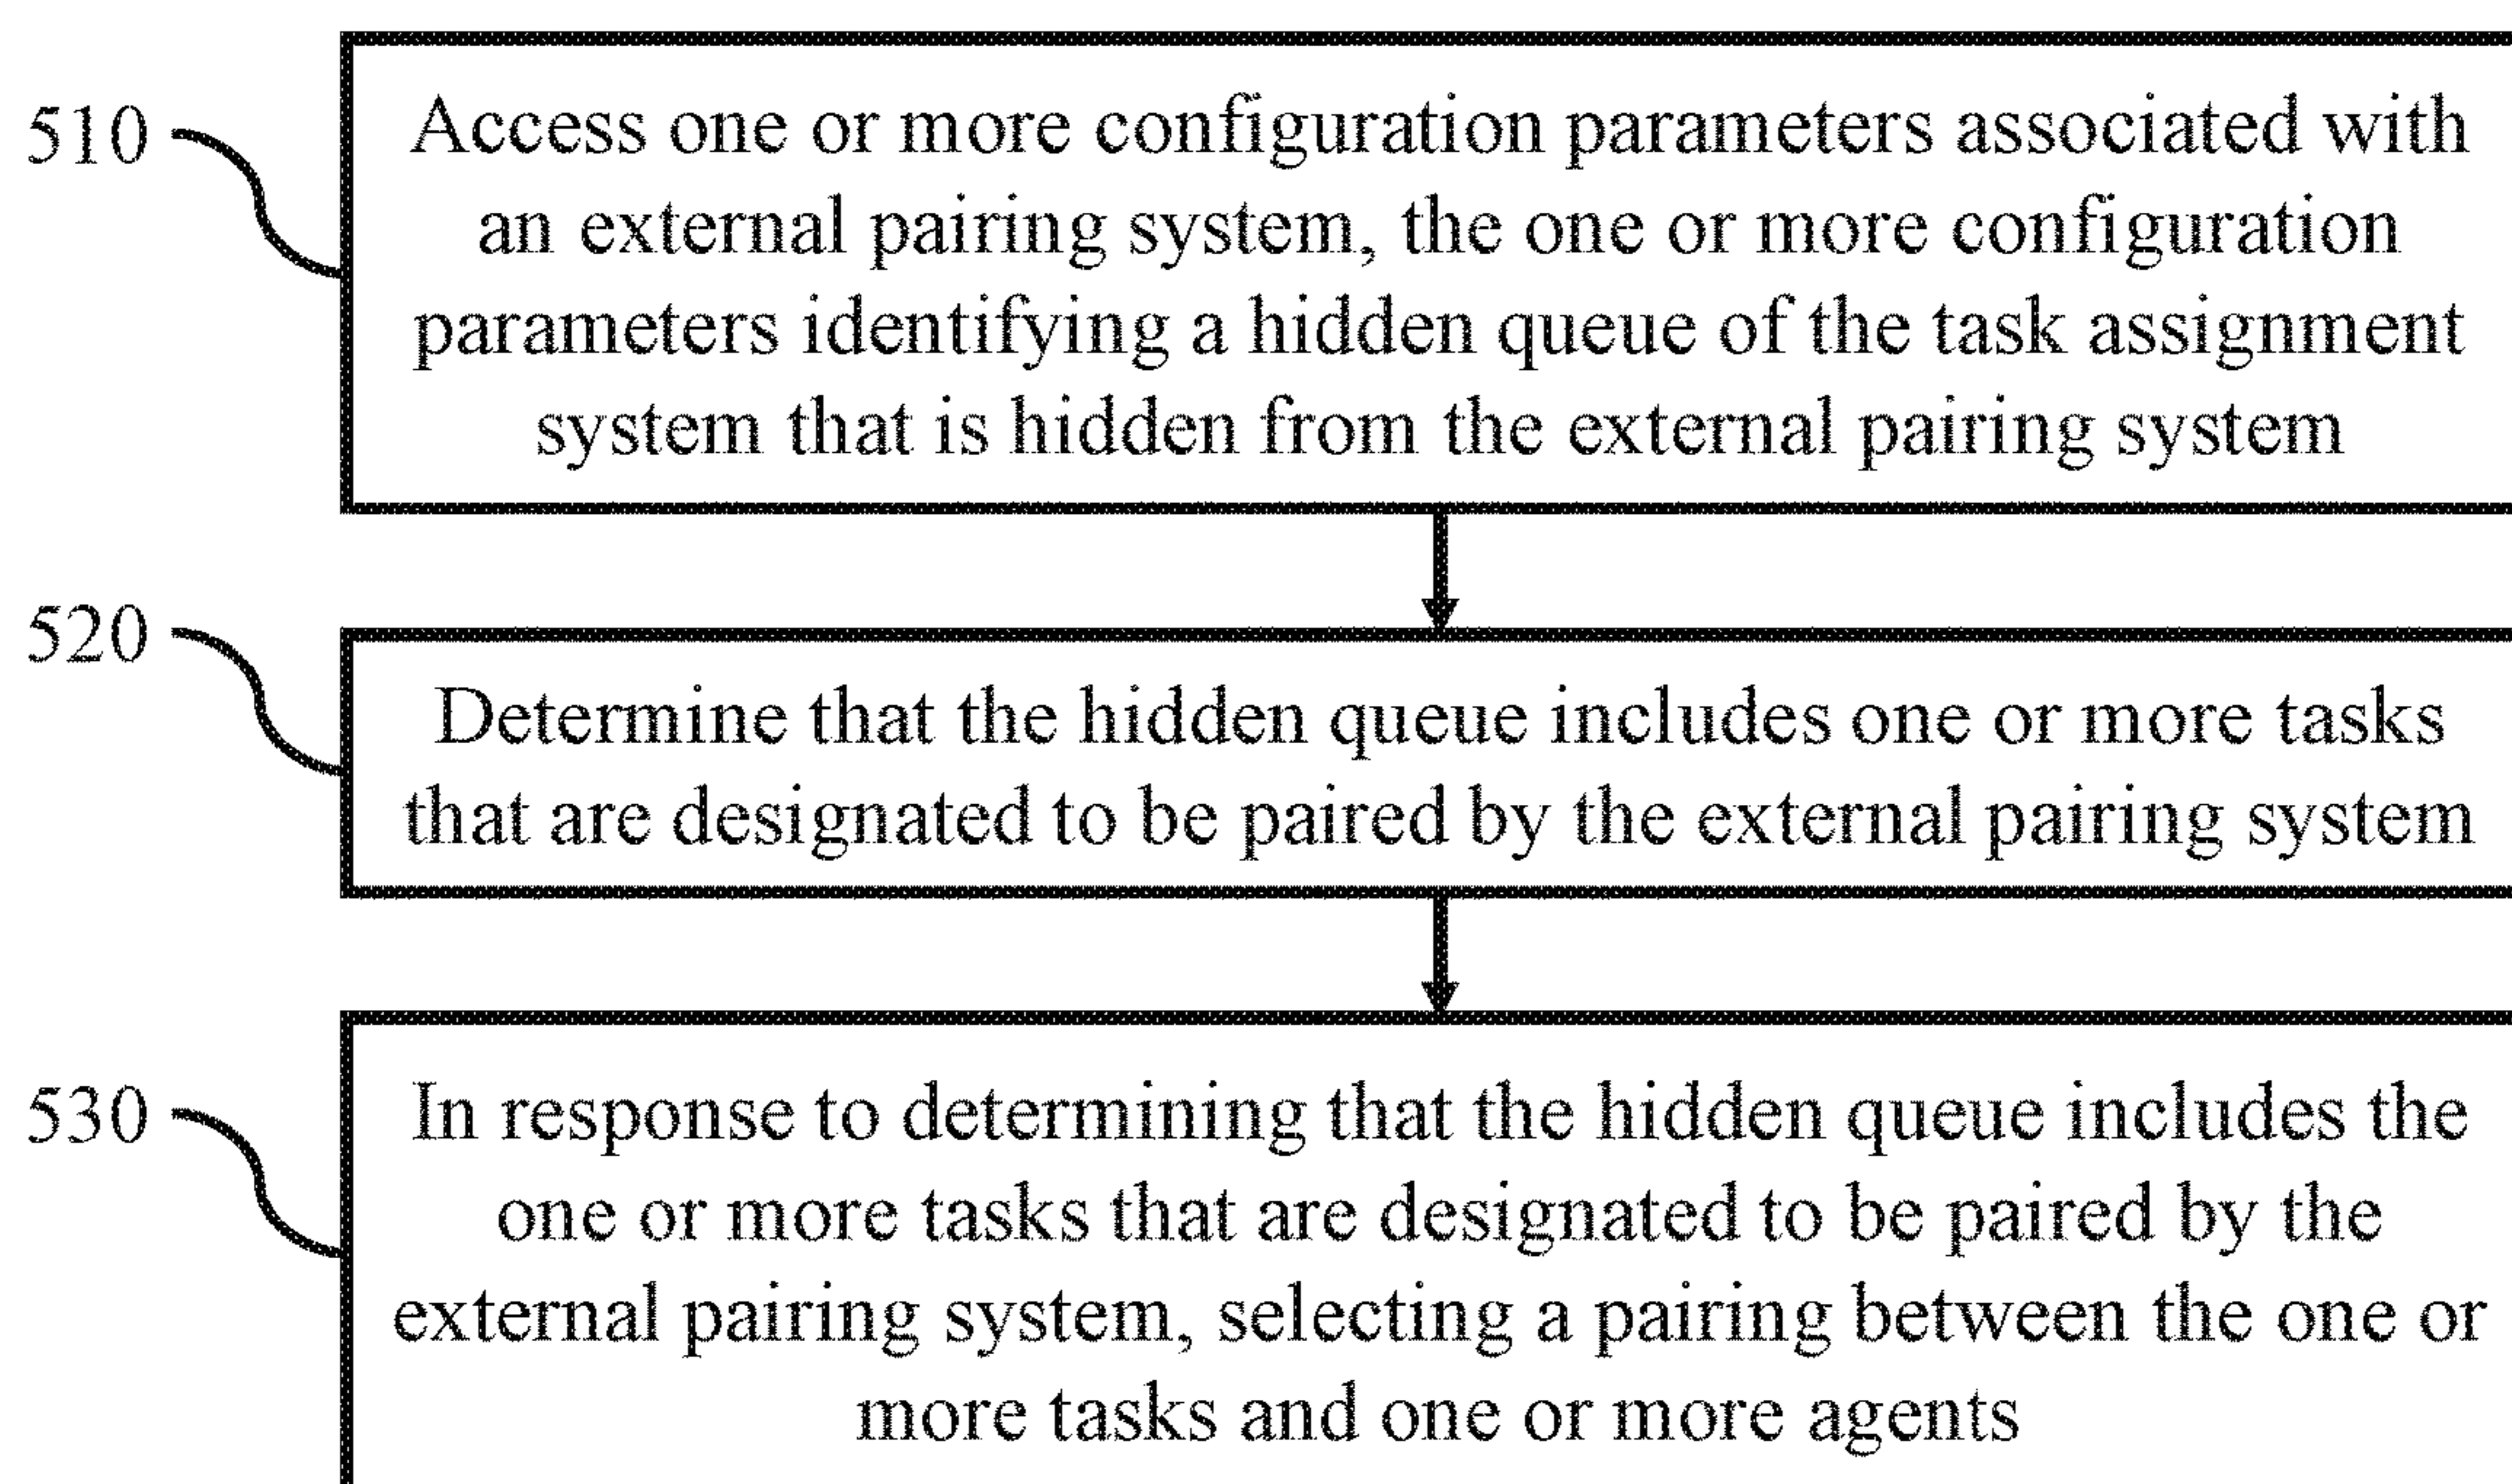 510
Access one or more configuration parameters associated with
an external pairing system, the one or more configuration
parameters identifying a hidden queue of the task assignment
system that is hidden from the external pairing system
520
Determine that the hidden queue includes one or more tasks
that are designated to be paired by the external pairing system
530
In response to determining that the hidden queue includes the
one or more tasks that are designated to be paired by the
external pairing system, selecting a pairing between the one or
more tasks and one or more agents